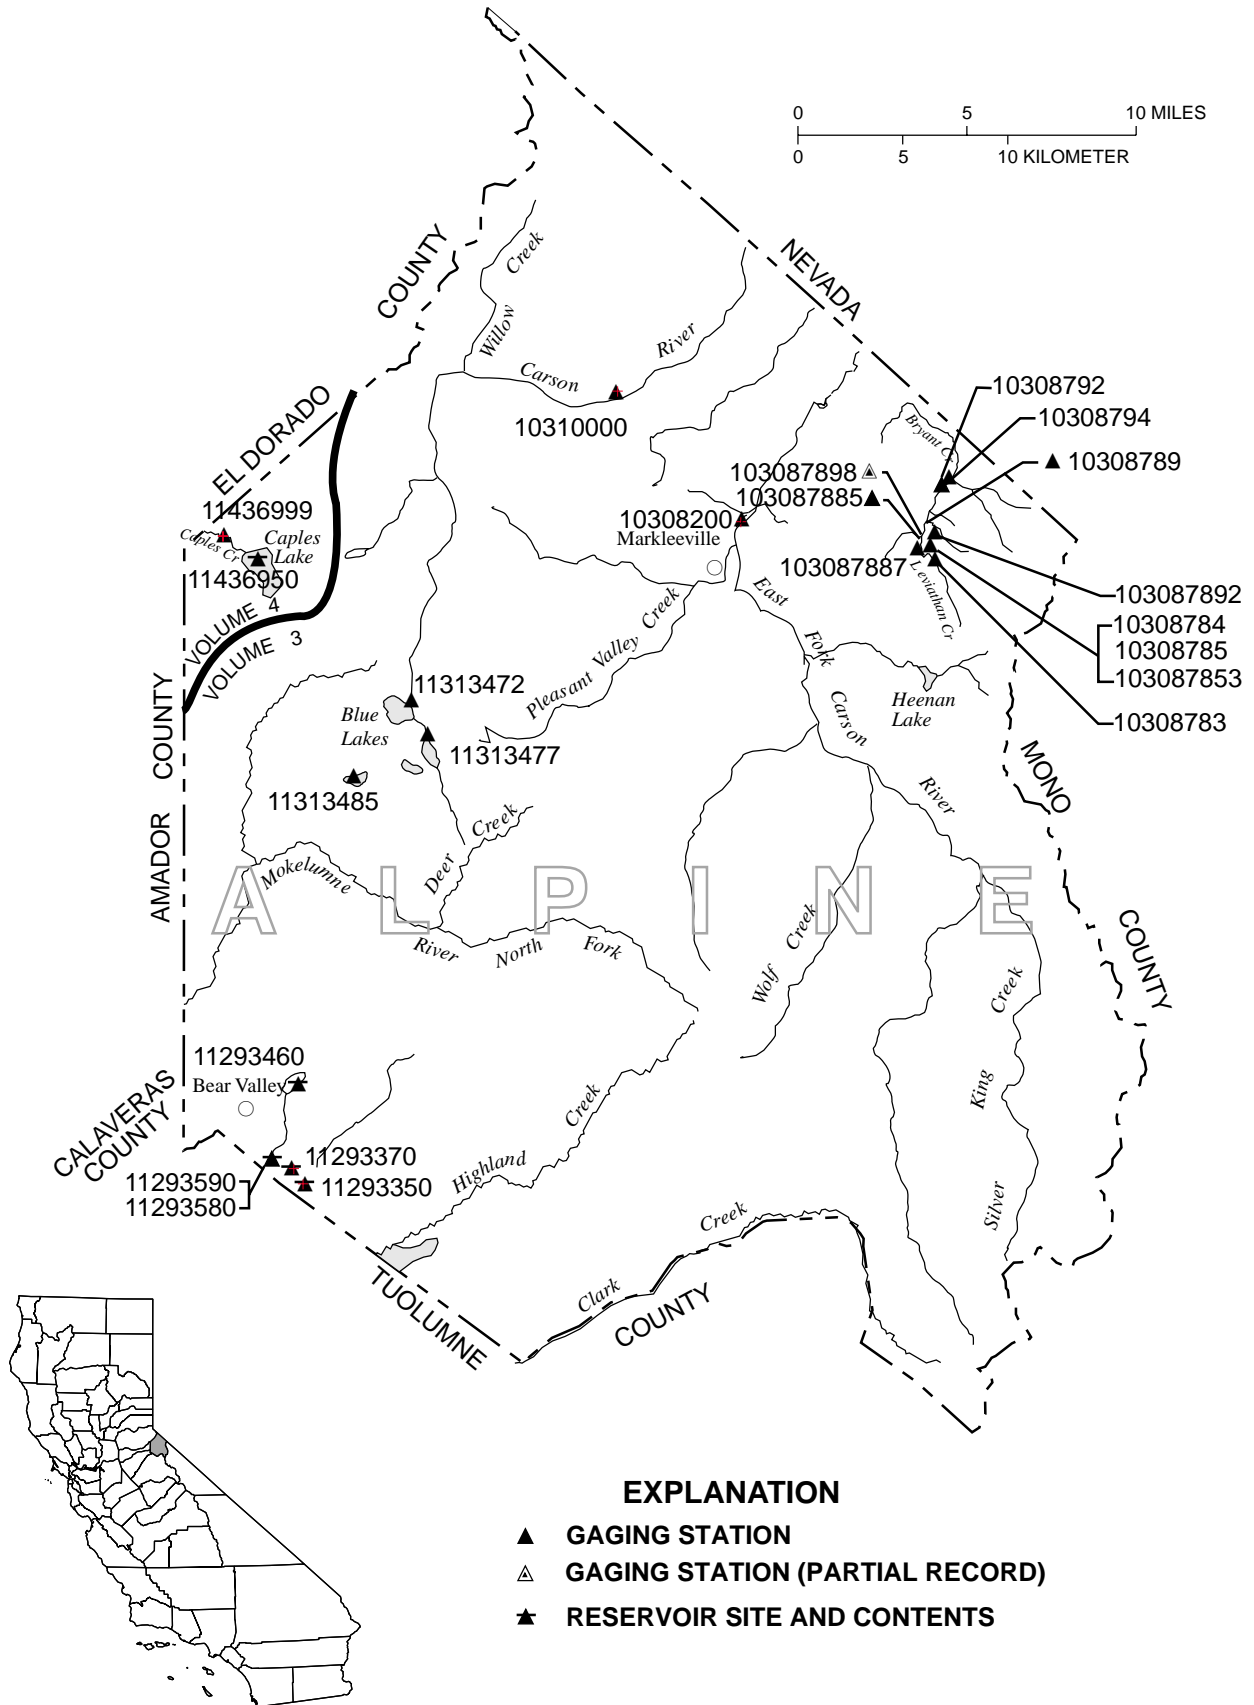 0 5 10 MILES
0 5 10 KILOMETER
COUNTY
Willow Creek
NEVADA
Carson River
10310000
EL DORADO
10308792
10308794
10308789
Bryant Cr
103087898
103087885
10308200
Markleeville
103087887
Leviathan Cr
11436999
Caples Cr
Caples
Lake
11436950
VOLUME 4
VOLUME 3
103087892
10308784
10308785
103087853
10308783
East Fork Carson River
Pleasant Valley Creek
Heenan
Lake
11313472
Blue
Lakes
11313477
11313485
AMADOR COUNTY
MONO COUNTY
Deer Creek
ALPINE
Mokelumne River North Fork
Wolf Creek
Silver King Creek
11293460
Bear Valley
CALAVERAS
COUNTY
11293370
11293350
11293590
11293580
Highland Creek
Clark Creek
TUOLUMNE COUNTY
EXPLANATION
GAGING STATION
GAGING STATION (PARTIAL RECORD)
RESERVOIR SITE AND CONTENTS